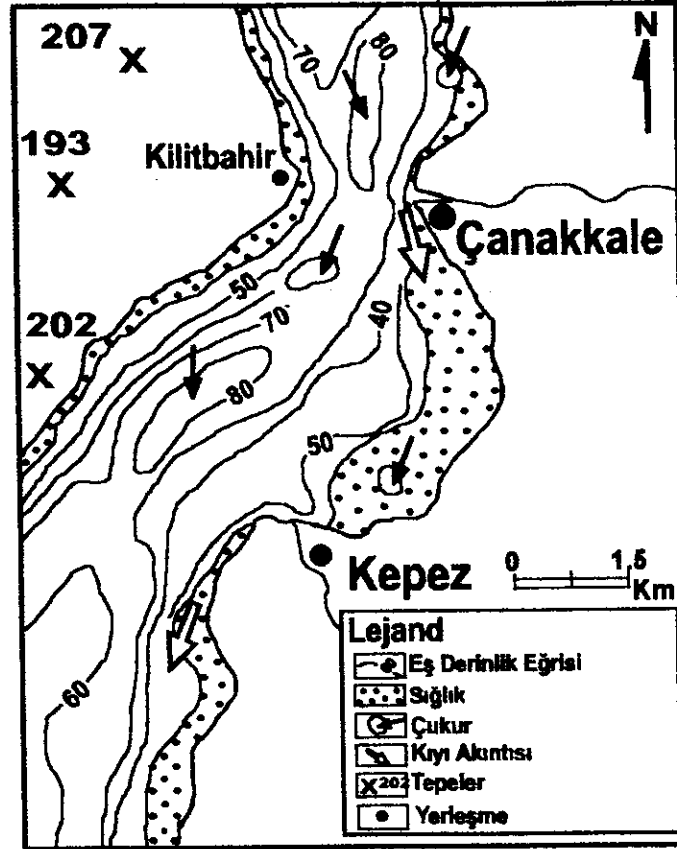 207
N
70
80
193
Kilitbahir
Çanakkale
50
70
40
202
80
50
Kepez
0 1,5
Km
60
Lejand
Eş Derinlik Eğrisi
Sığlık
Çukur
Kıyı Akıntısı
X 202 Tepeler
Yerleşme